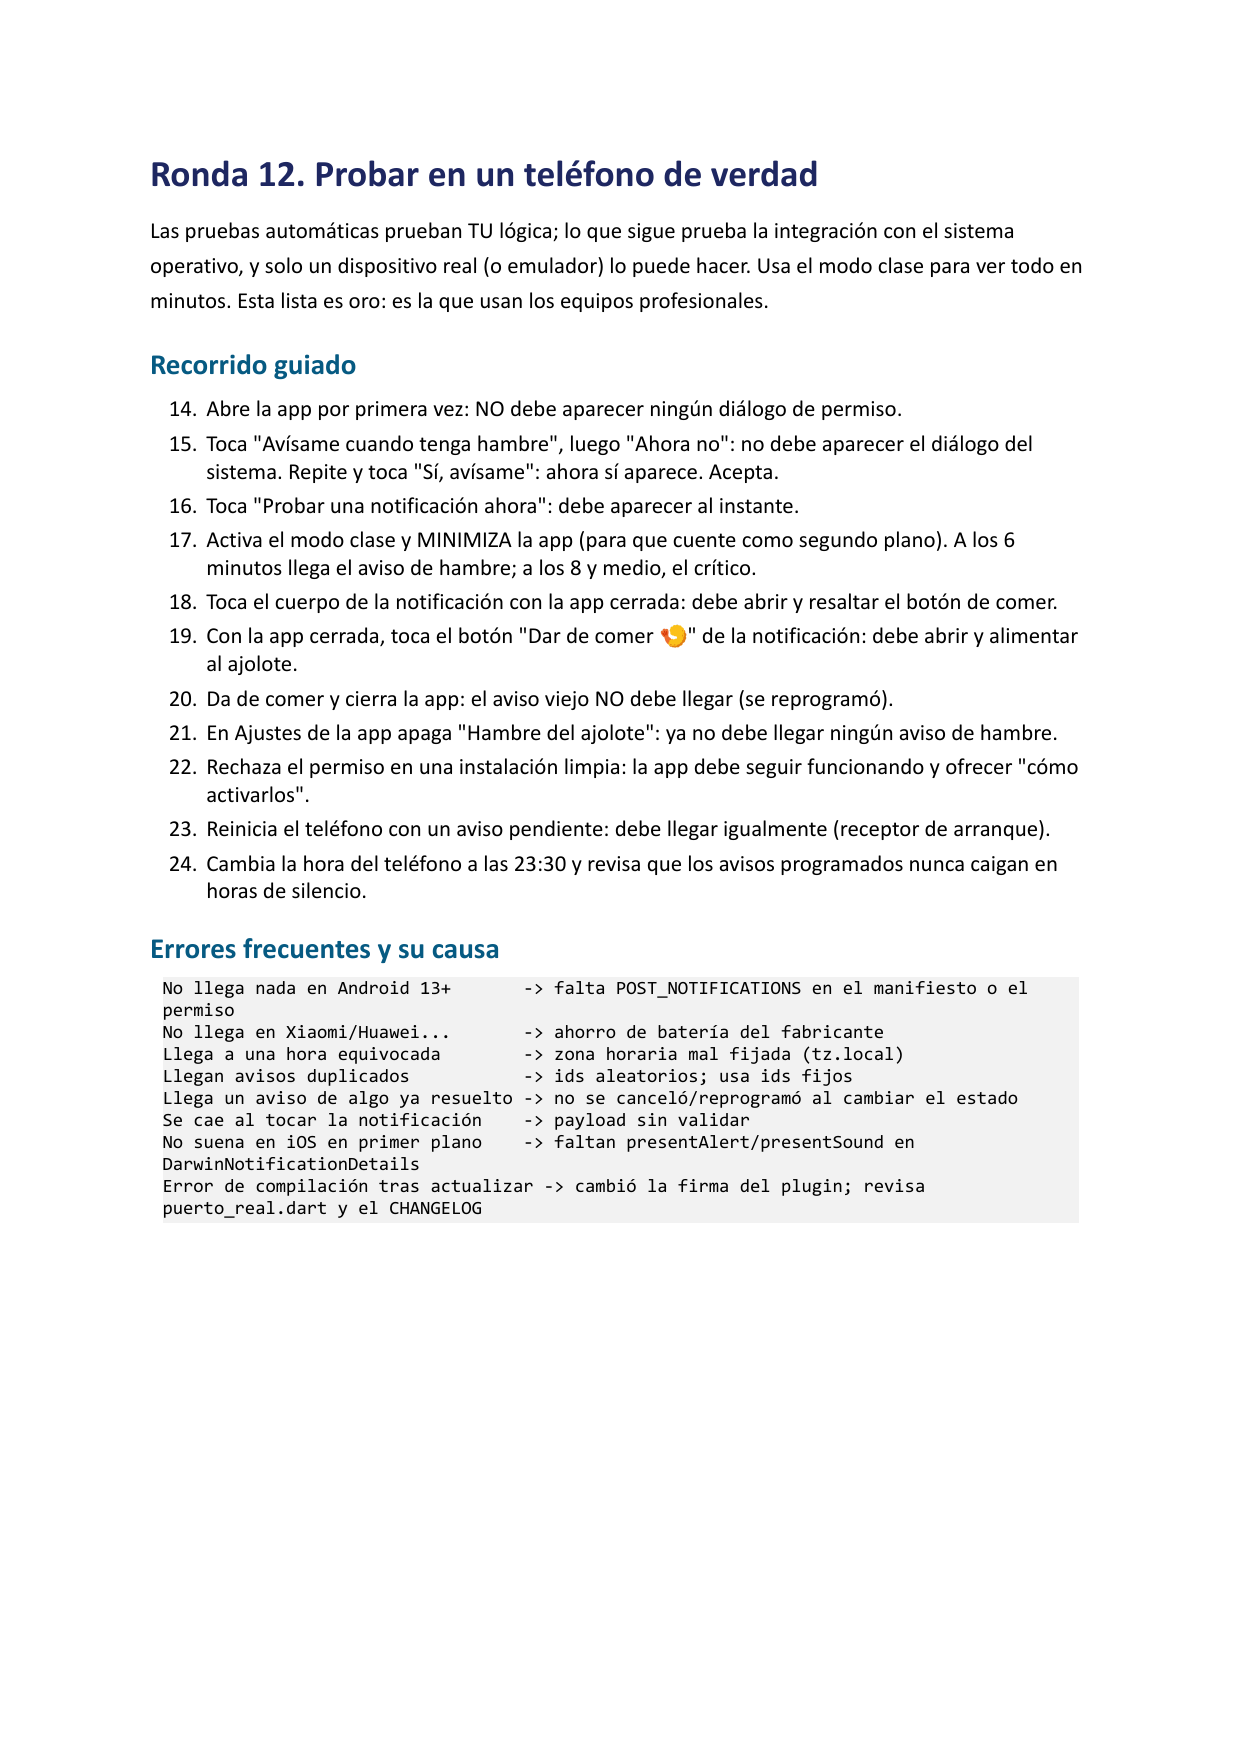 Ronda 12. Probar en un teléfono de verdad
Las pruebas automáticas prueban TU lógica; lo que sigue prueba la integración con el sistema
operativo, y solo un dispositivo real (o emulador) lo puede hacer. Usa el modo clase para ver todo en
minutos. Esta lista es oro: es la que usan los equipos profesionales.
Recorrido guiado
14. Abre la app por primera vez: NO debe aparecer ningún diálogo de permiso.
15. Toca "Avísame cuando tenga hambre", luego "Ahora no": no debe aparecer el diálogo del
sistema. Repite y toca "Sí, avísame": ahora sí aparece. Acepta.
16. Toca "Probar una notificación ahora": debe aparecer al instante.
17. Activa el modo clase y MINIMIZA la app (para que cuente como segundo plano). A los 6
minutos llega el aviso de hambre; a los 8 y medio, el crítico.
18. Toca el cuerpo de la notificación con la app cerrada: debe abrir y resaltar el botón de comer.
19. Con la app cerrada, toca el botón "Dar de comer 🍤" de la notificación: debe abrir y alimentar
al ajolote.
20. Da de comer y cierra la app: el aviso viejo NO debe llegar (se reprogramó).
21. En Ajustes de la app apaga "Hambre del ajolote": ya no debe llegar ningún aviso de hambre.
22. Rechaza el permiso en una instalación limpia: la app debe seguir funcionando y ofrecer "cómo
activarlos".
23. Reinicia el teléfono con un aviso pendiente: debe llegar igualmente (receptor de arranque).
24. Cambia la hora del teléfono a las 23:30 y revisa que los avisos programados nunca caigan en
horas de silencio.
Errores frecuentes y su causa
No llega nada en Android 13+       -> falta POST_NOTIFICATIONS en el manifiesto o el
permiso
No llega en Xiaomi/Huawei...       -> ahorro de batería del fabricante
Llega a una hora equivocada        -> zona horaria mal fijada (tz.local)
Llegan avisos duplicados           -> ids aleatorios; usa ids fijos
Llega un aviso de algo ya resuelto -> no se canceló/reprogramó al cambiar el estado
Se cae al tocar la notificación    -> payload sin validar
No suena en iOS en primer plano    -> faltan presentAlert/presentSound en
DarwinNotificationDetails
Error de compilación tras actualizar -> cambió la firma del plugin; revisa
puerto_real.dart y el CHANGELOG